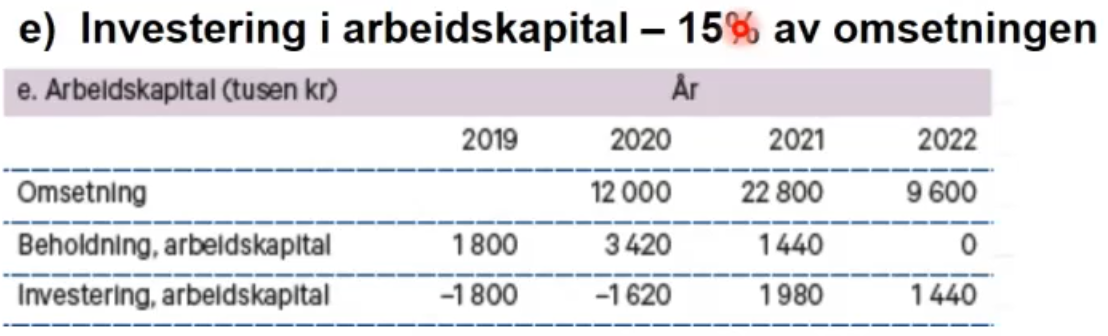 e) Investering i arbeidskapital – 15% av omsetningen
e. Arbeidskapital (tusen kr) År
2019 2020 2021 2022
Omsetning 12 000 22 800 9 600
Beholdning, arbeidskapital 1 800 3 420 1 440 0
Investering, arbeidskapital –1 800 –1 620 1 980 1 440